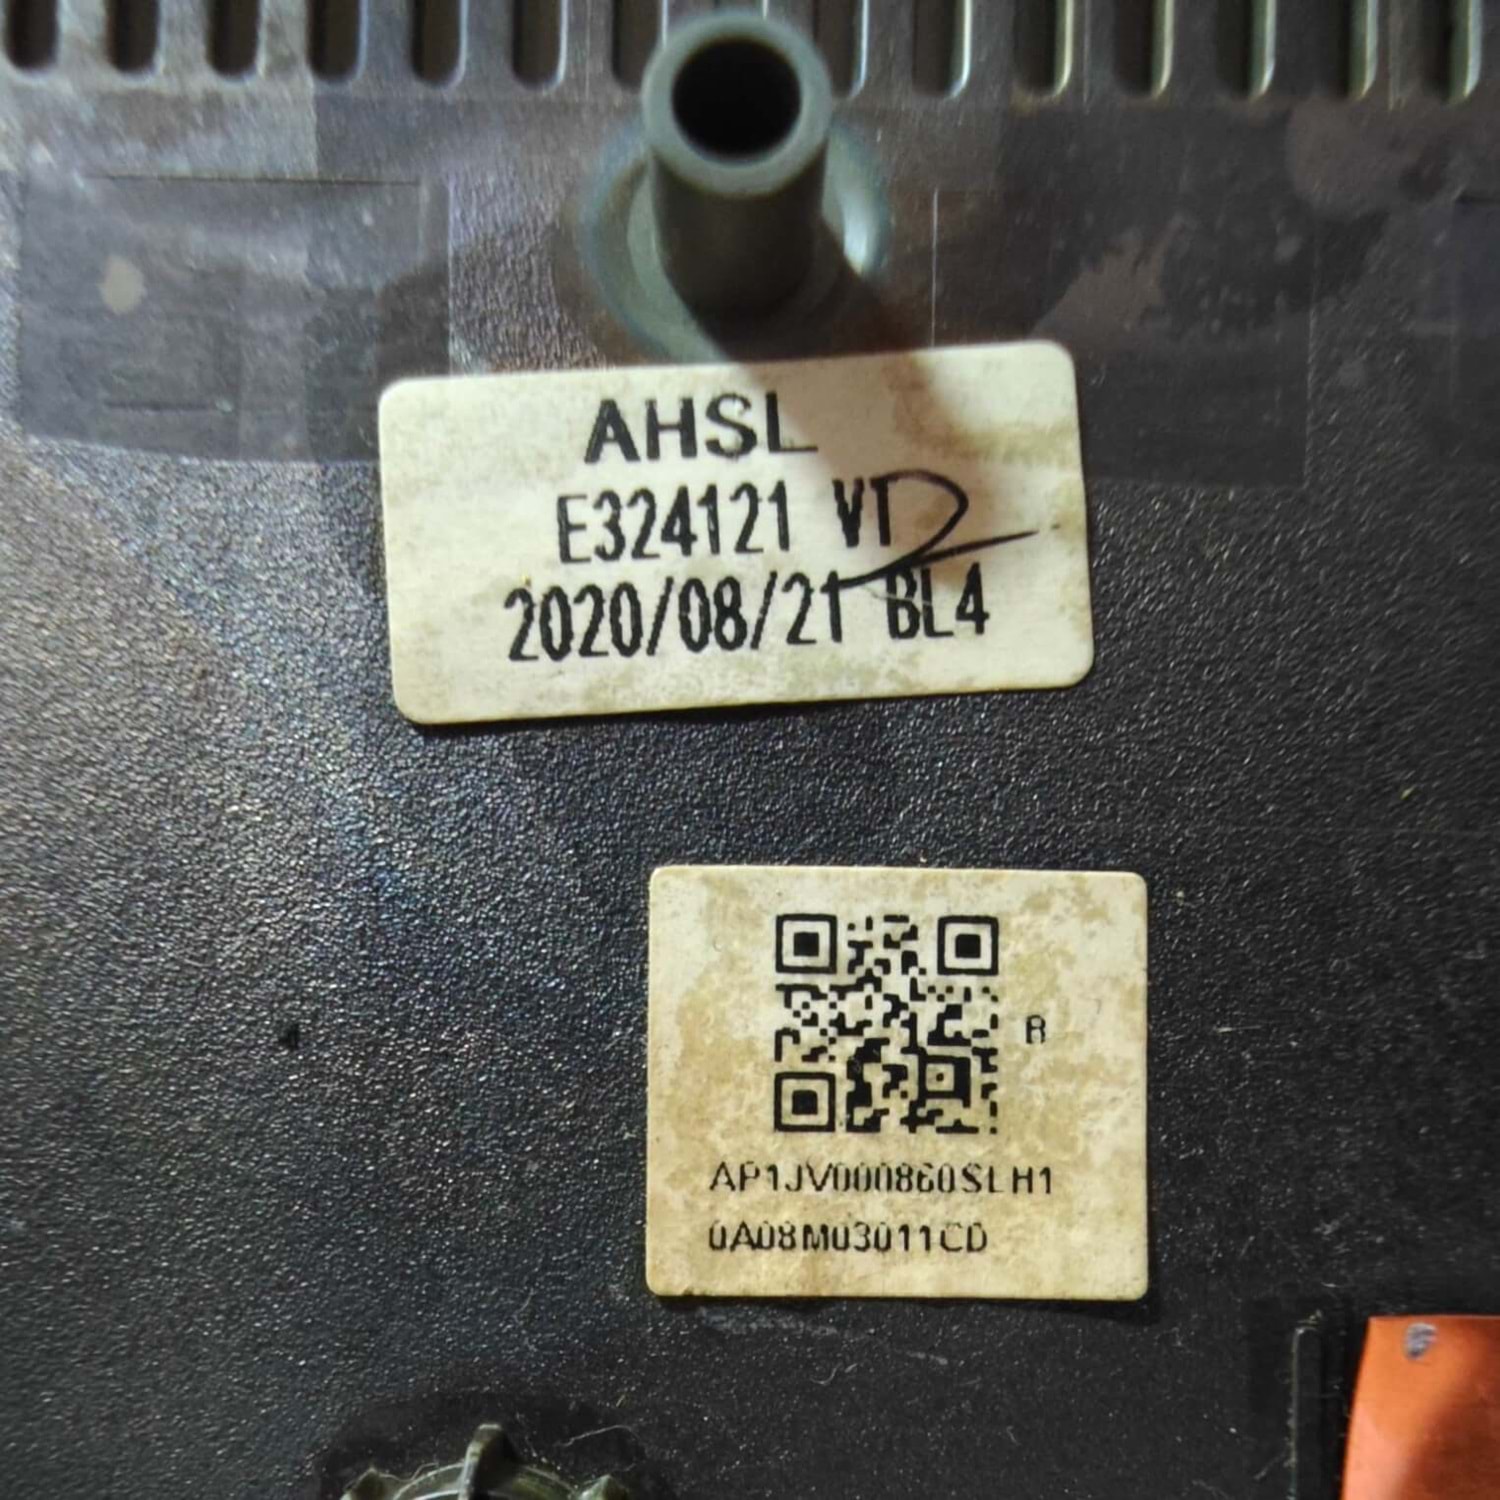 AHSL
E324121 VT
2020/08/21 BL4
R
AP1JV000860SLH1
0A08M03011CD